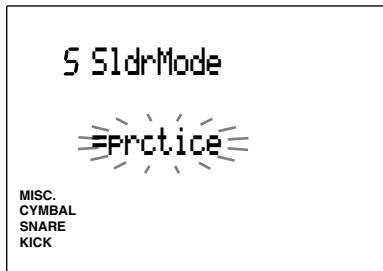 S SldrMode
=prctice
MISC.
CYMBAL
SNARE
KICK